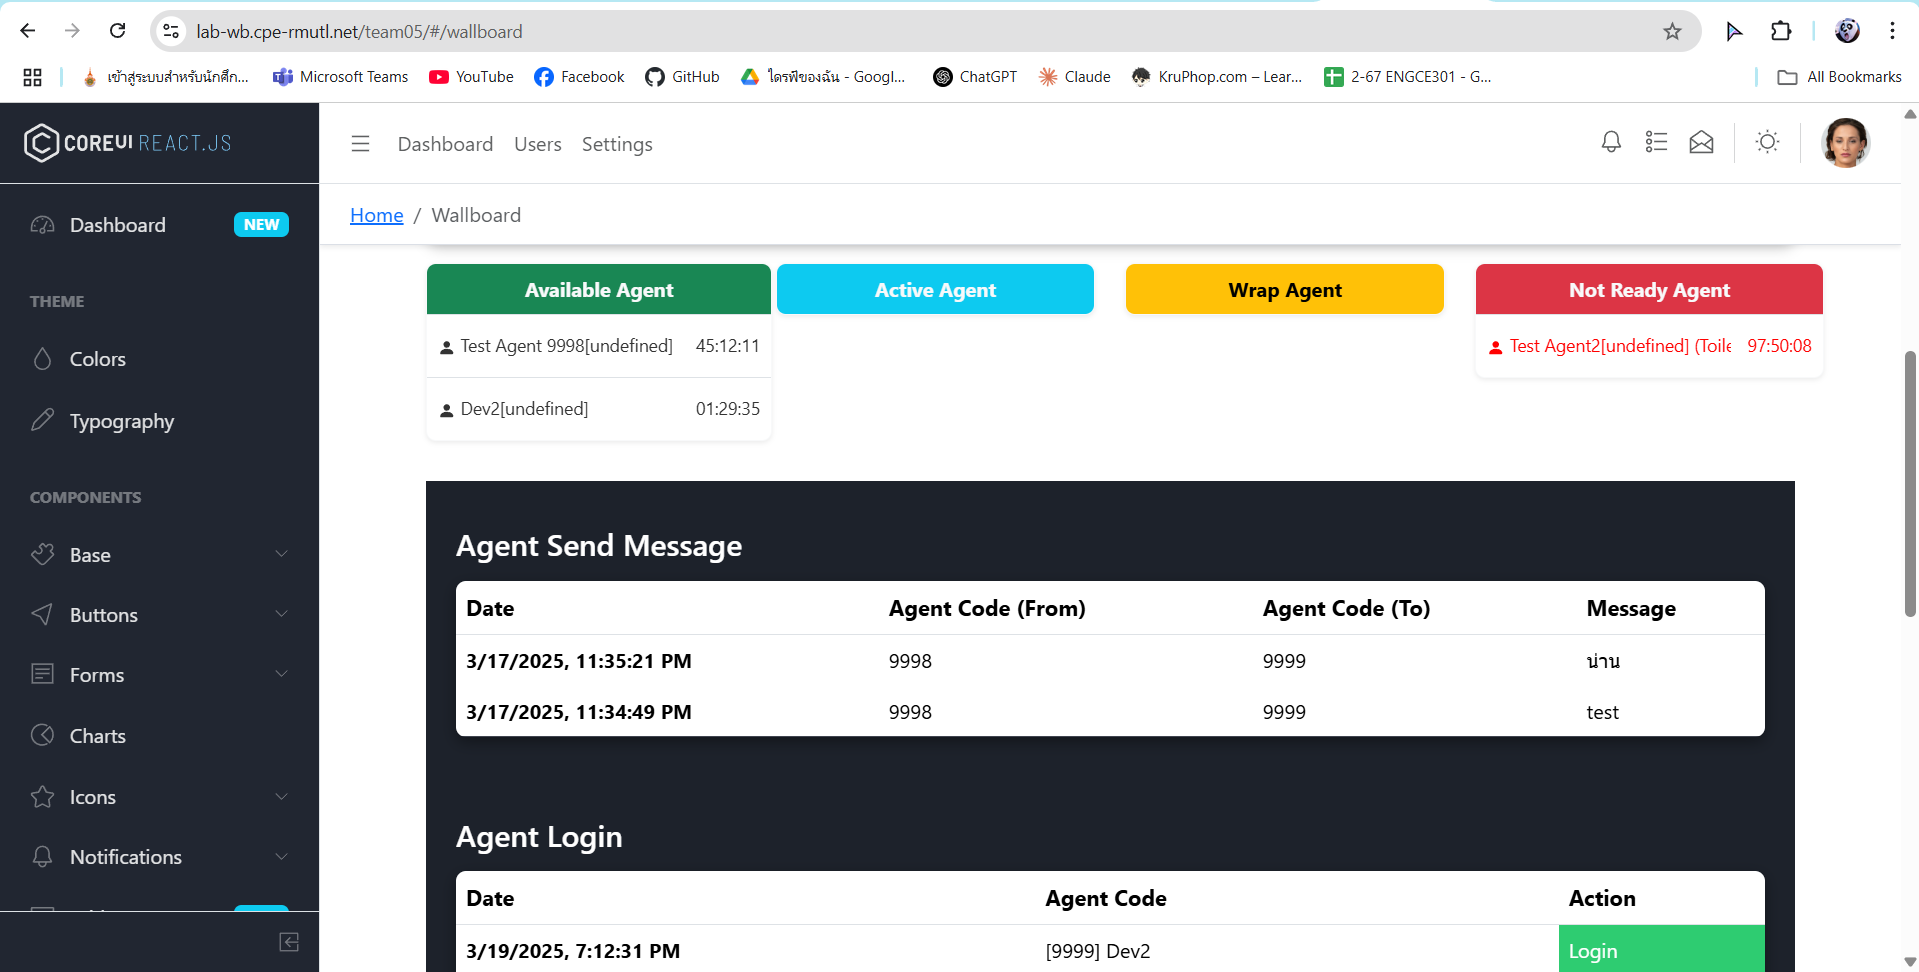 lab-wb.cpe-rmutl.net/team05/#/wallboard
เข้าสู่ระบบสำหรับนักศึก...
Microsoft Teams
YouTube
Facebook
GitHub
ไดรฟ์ของฉัน - Googl...
ChatGPT
Claude
KruPhop.com – Lear...
2-67 ENGCE301 - G...
All Bookmarks
COREUI REACT.JS
Dashboard
NEW
THEME
Colors
Typography
COMPONENTS
Base
Buttons
Forms
Charts
Icons
Notifications
Dashboard Users Settings
Home / Wallboard
Available Agent
Test Agent 9998[undefined] 45:12:11
Dev2[undefined] 01:29:35
Active Agent
Wrap Agent
Not Ready Agent
Test Agent2[undefined] (Toile 97:50:08
Agent Send Message
Date Agent Code (From) Agent Code (To) Message
3/17/2025, 11:35:21 PM 9998 9999 น่าน
3/17/2025, 11:34:49 PM 9998 9999 test
Agent Login
Date Agent Code Action
3/19/2025, 7:12:31 PM [9999] Dev2 Login